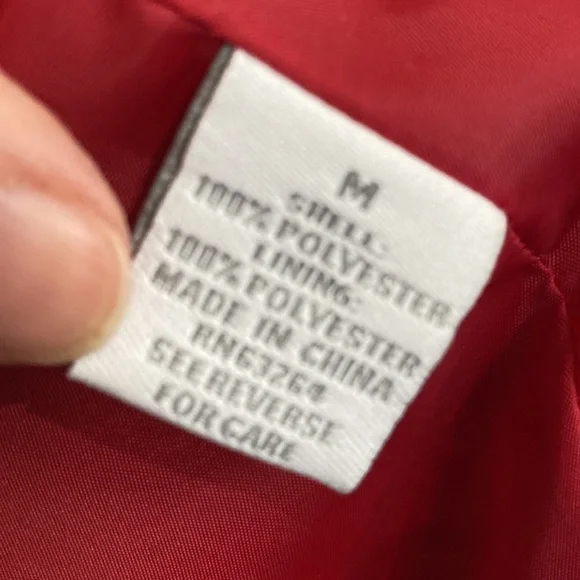 M
SHELL:
100% POLYESTER
LINING:
100% POLYESTER
MADE IN CHINA
RN63264
SEE REVERSE
FOR CARE